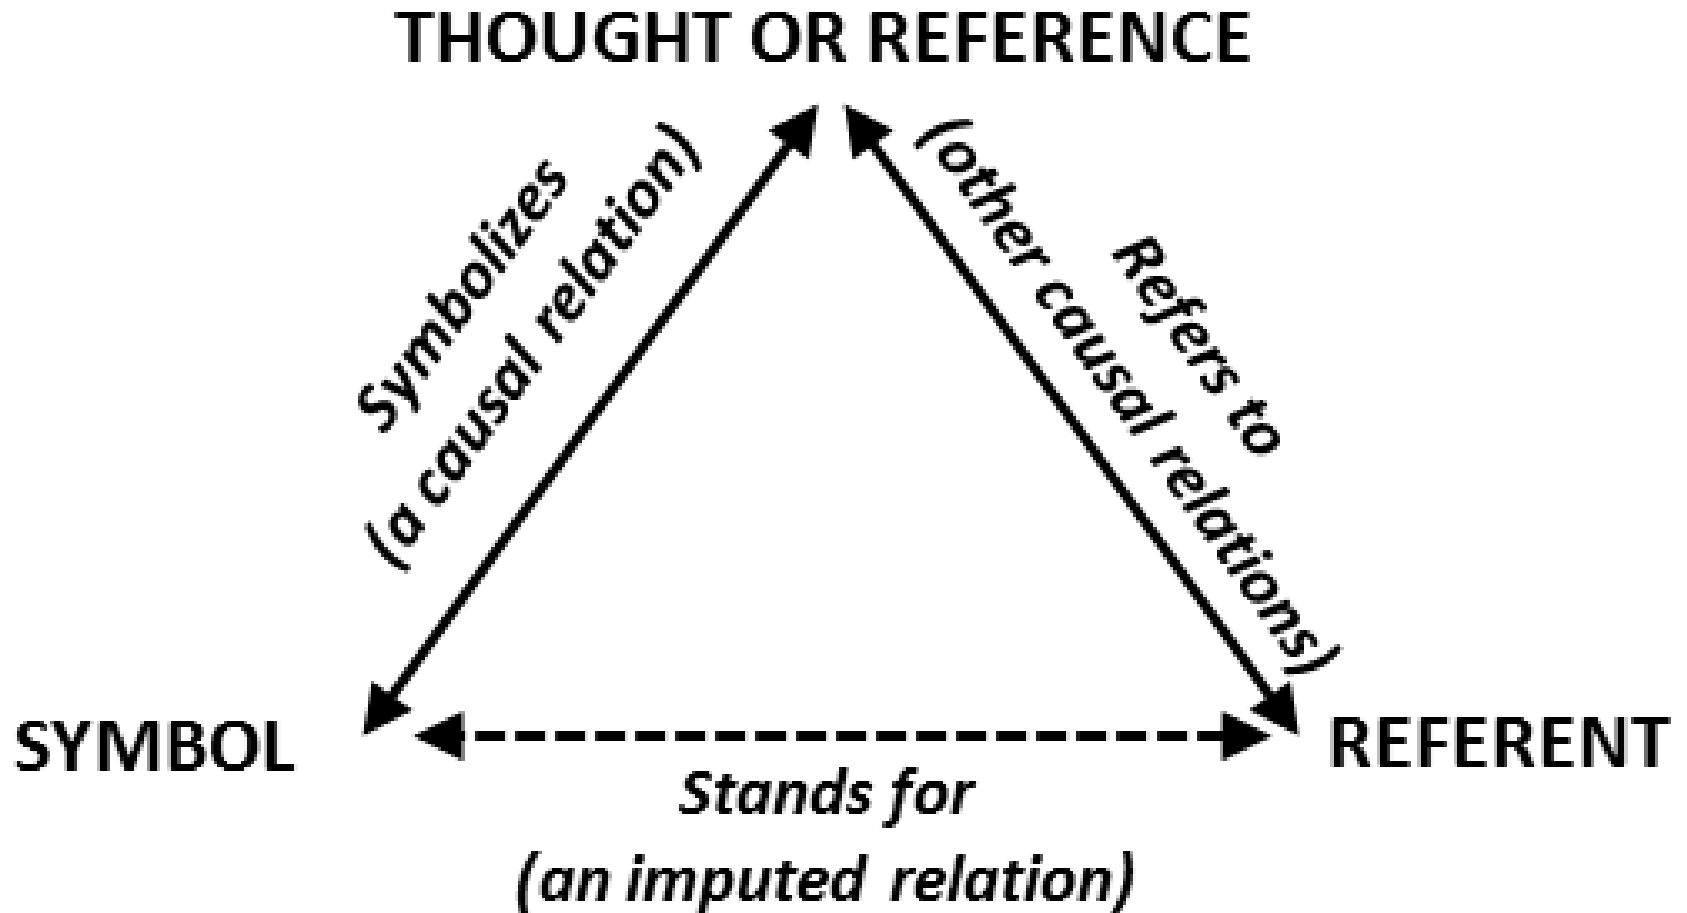 THOUGHT OR REFERENCE
Symbolizes
(a causal relation)
Refers to
(other causal relations)
SYMBOL
REFERENT
Stands for
(an imputed relation)